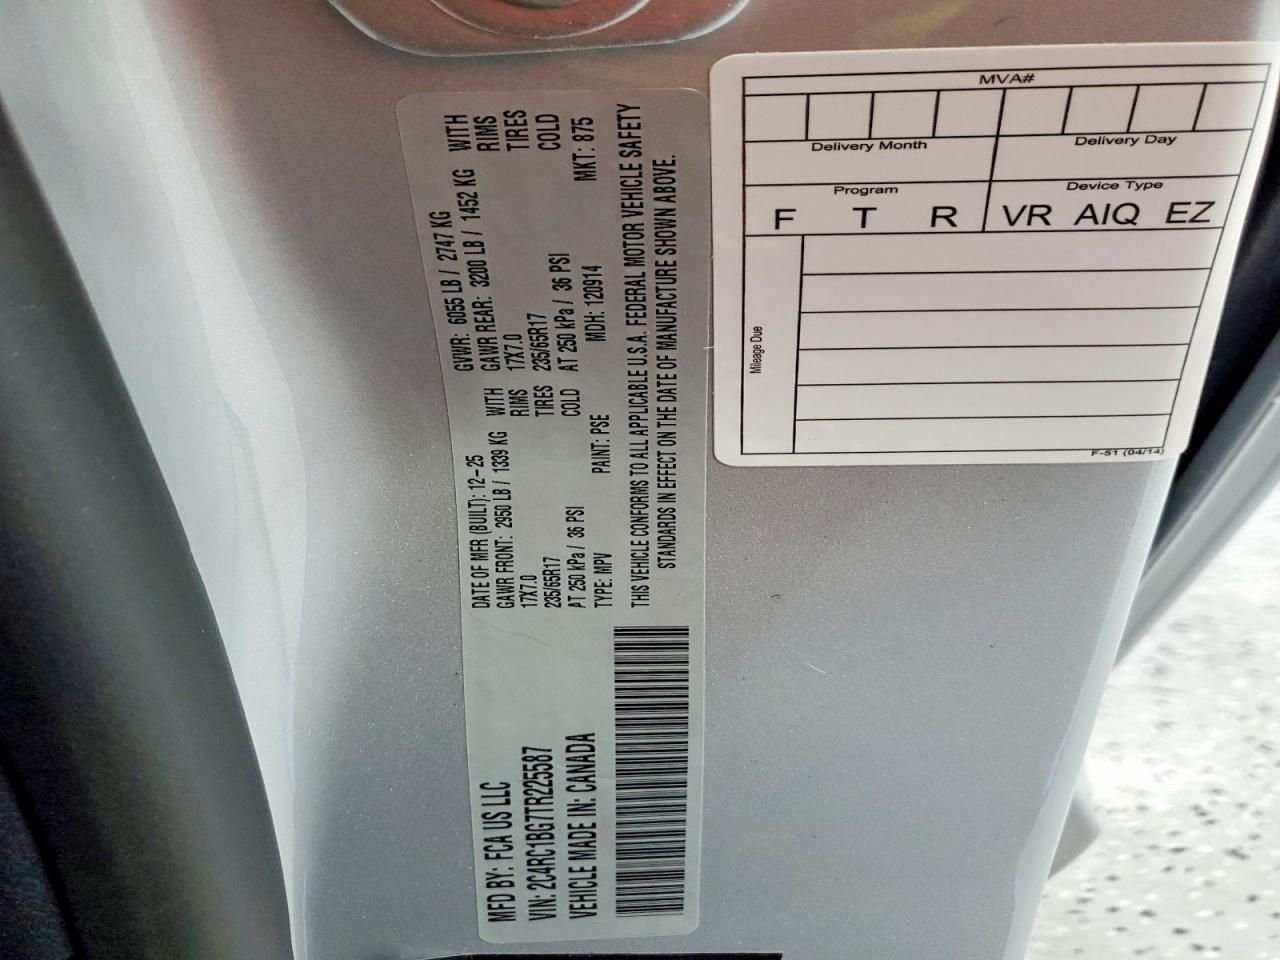 MFD BY: FCA US LLC
VIN: 2C4RC1BG7TR225587
VEHICLE MADE IN: CANADA
DATE OF MFR (BUILT): 12-25
GVWR: 6055 LB / 2747 KG
GAWR FRONT: 2950 LB / 1339 KG WITH
GAWR REAR: 3200 LB / 1452 KG WITH
17X7.0 RIMS
17X7.0 RIMS
235/65R17 TIRES
235/65R17 TIRES
AT 250 kPa / 36 PSI COLD
AT 250 kPa / 36 PSI COLD
TYPE: MPV PAINT: PSE MDH: 120914 MKT: 875
THIS VEHICLE CONFORMS TO ALL APPLICABLE U.S.A. FEDERAL MOTOR VEHICLE SAFETY
STANDARDS IN EFFECT ON THE DATE OF MANUFACTURE SHOWN ABOVE.
MVA#
Delivery Month Delivery Day
Program Device Type
F T R VR AIQ EZ
Mileage Due
F-51 (04/14)